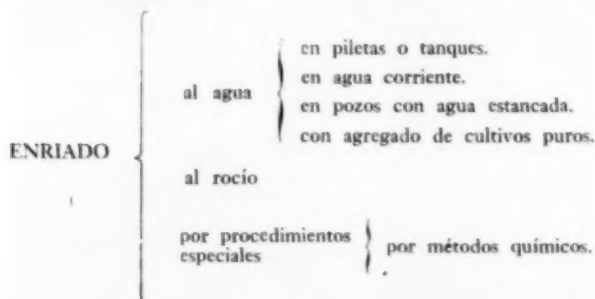 en piletas o tanques.
al agua
en agua corriente.
en pozos con agua estancada.
con agregado de cultivos puros.
ENRIADO
al rocío
por procedimientos
especiales
por métodos químicos.